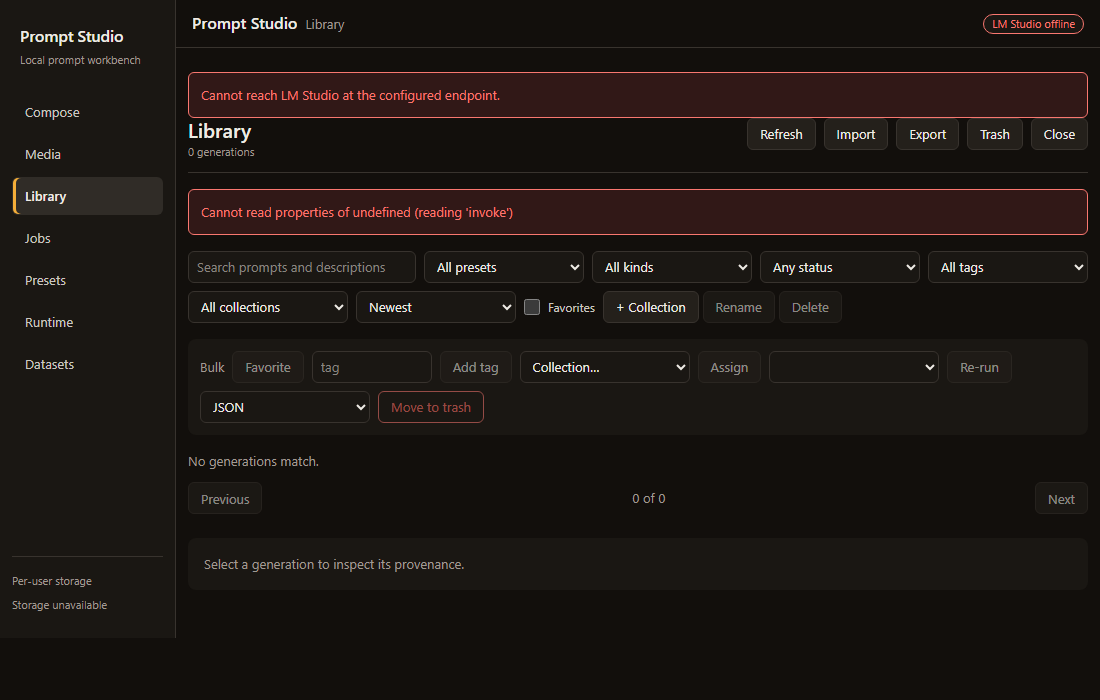 Prompt Studio
Local prompt workbench
Compose
Media
Library
Jobs
Presets
Runtime
Datasets
Per-user storage
Storage unavailable
Prompt Studio Library LM Studio offline
Cannot reach LM Studio at the configured endpoint.
Library Refresh Import Export Trash Close
0 generations
Cannot read properties of undefined (reading 'invoke')
Search prompts and descriptions All presets All kinds Any status All tags
All collections Newest Favorites + Collection Rename Delete
Bulk Favorite tag Add tag Collection... Assign Re-run
JSON Move to trash
No generations match.
Previous 0 of 0 Next
Select a generation to inspect its provenance.